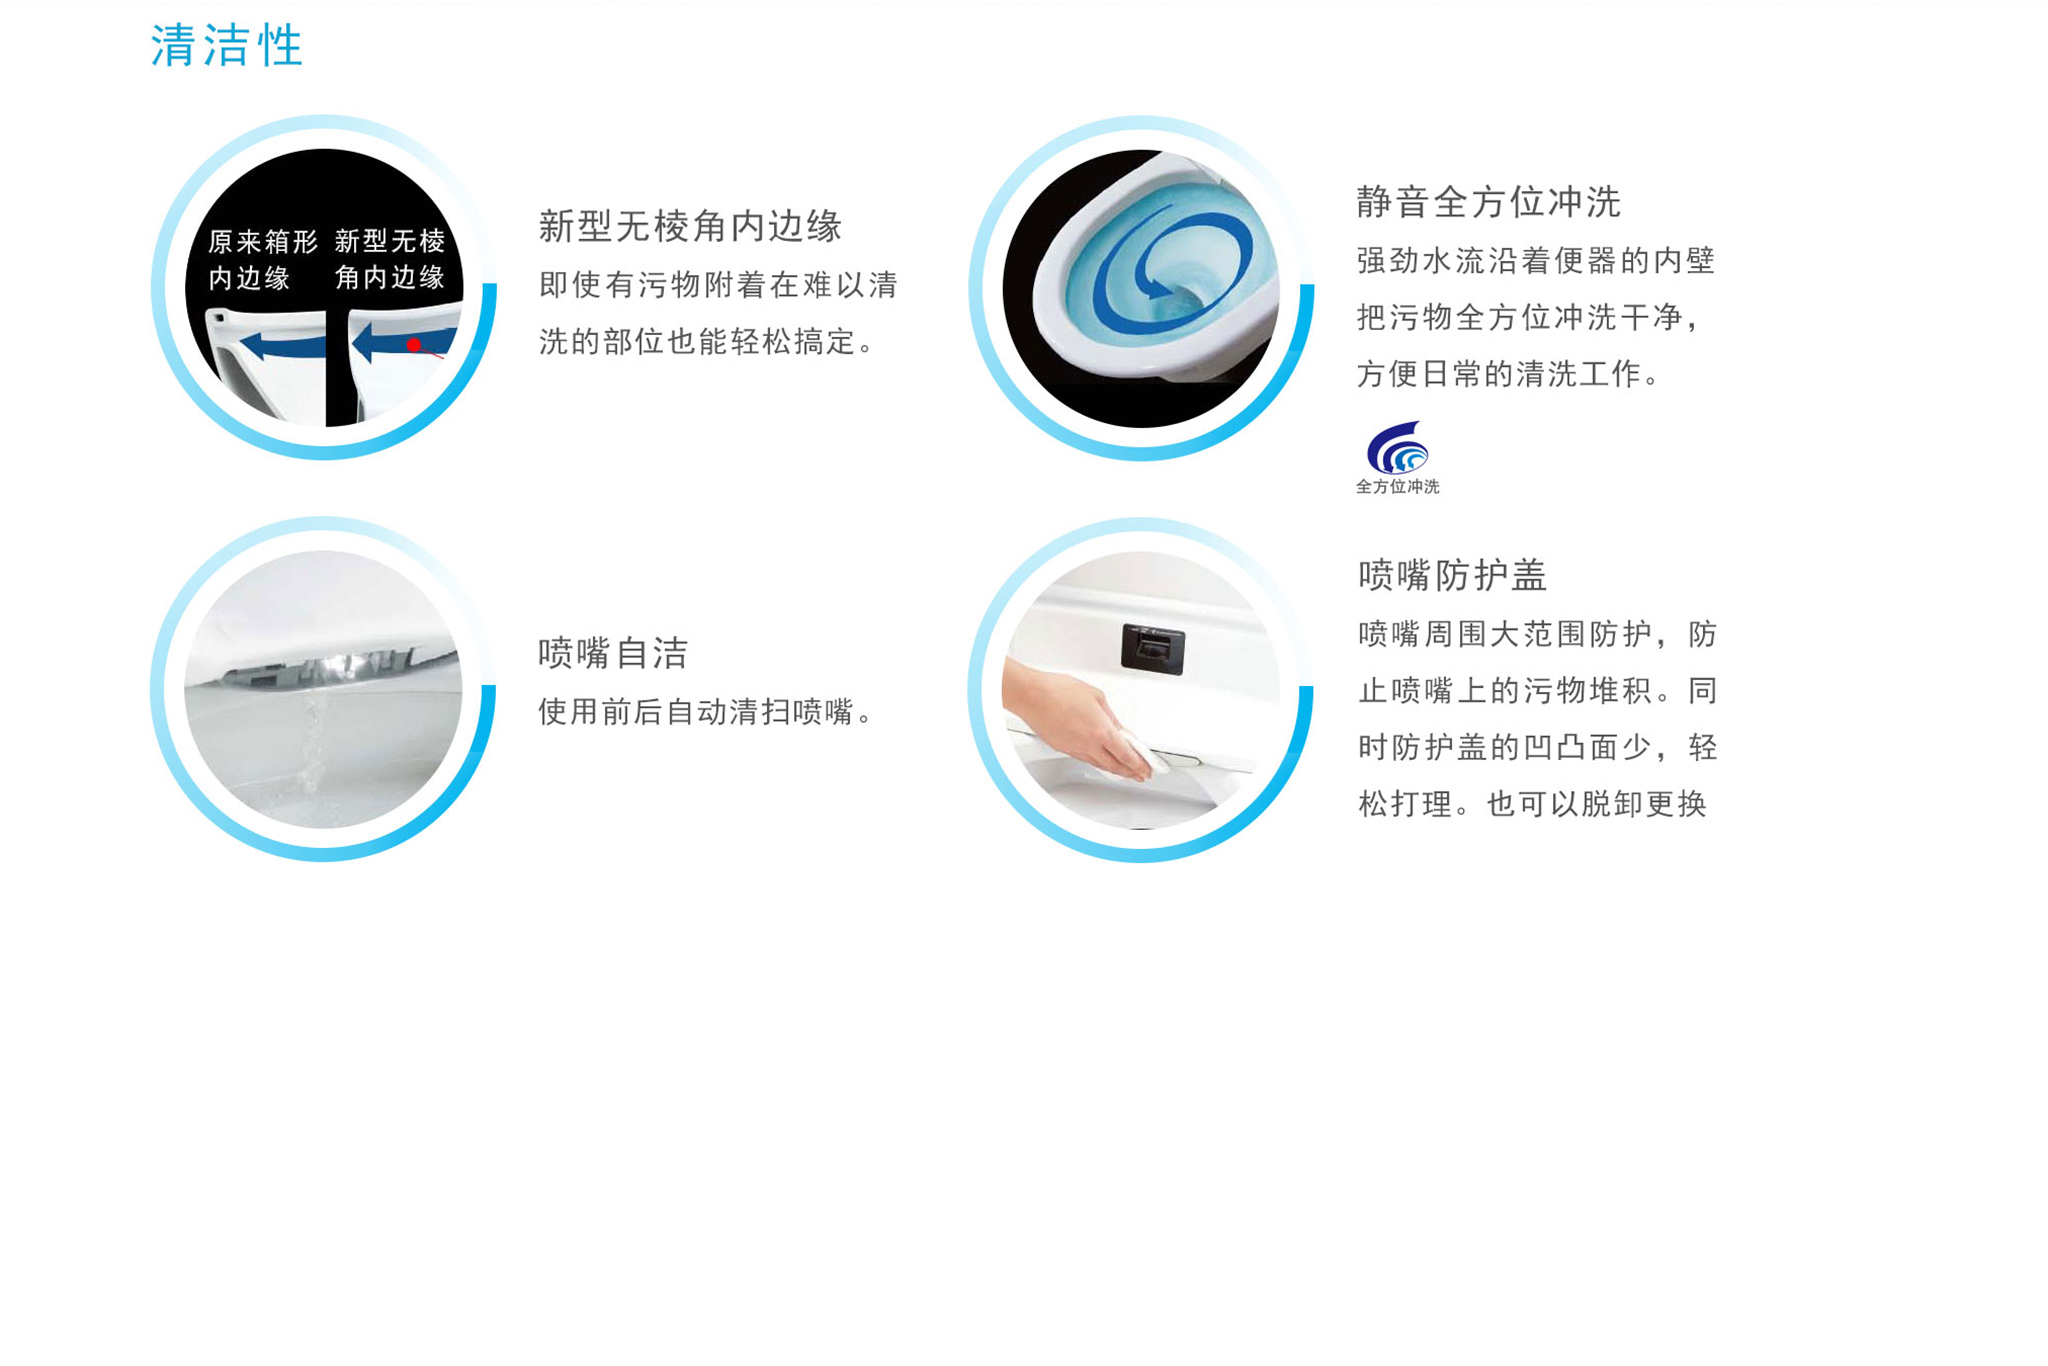 清洁性
原来箱形
内边缘
新型无棱
角内边缘
新型无棱角内边缘
即使有污物附着在难以清
洗的部位也能轻松搞定。
静音全方位冲洗
强劲水流沿着便器的内壁
把污物全方位冲洗干净，
方便日常的清洗工作。
全方位冲洗
喷嘴自洁
使用前后自动清扫喷嘴。
喷嘴防护盖
喷嘴周围大范围防护，防
止喷嘴上的污物堆积。同
时防护盖的凹凸面少，轻
松打理。也可以脱卸更换